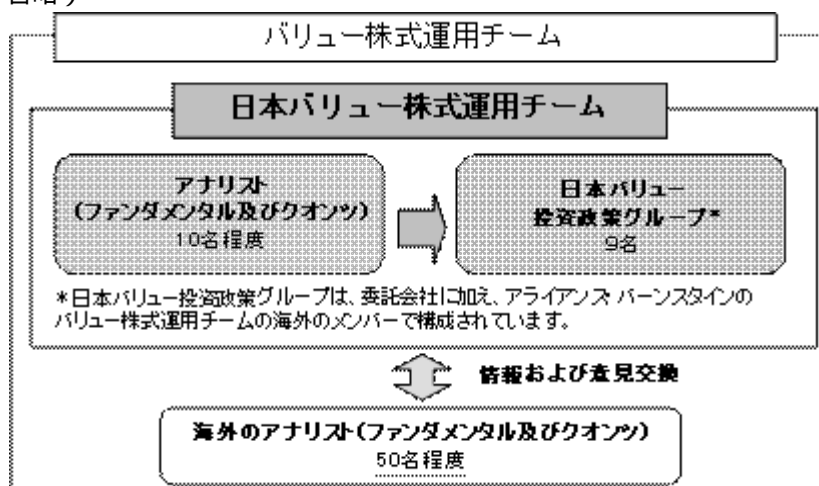 バリュー株式運用チーム
日本バリュー株式運用チーム
アナリスト
(ファンダメンタル及びクオンツ)
10名程度
日本バリュー
投資政策グループ*
9名
*日本バリュー投資政策グループは、委託会社に加え、アライアンス・バーンスタインの
バリュー株式運用チームの海外のメンバーで構成されています。
情報および意見交換
海外のアナリスト(ファンダメンタル及びクオンツ)
50名程度